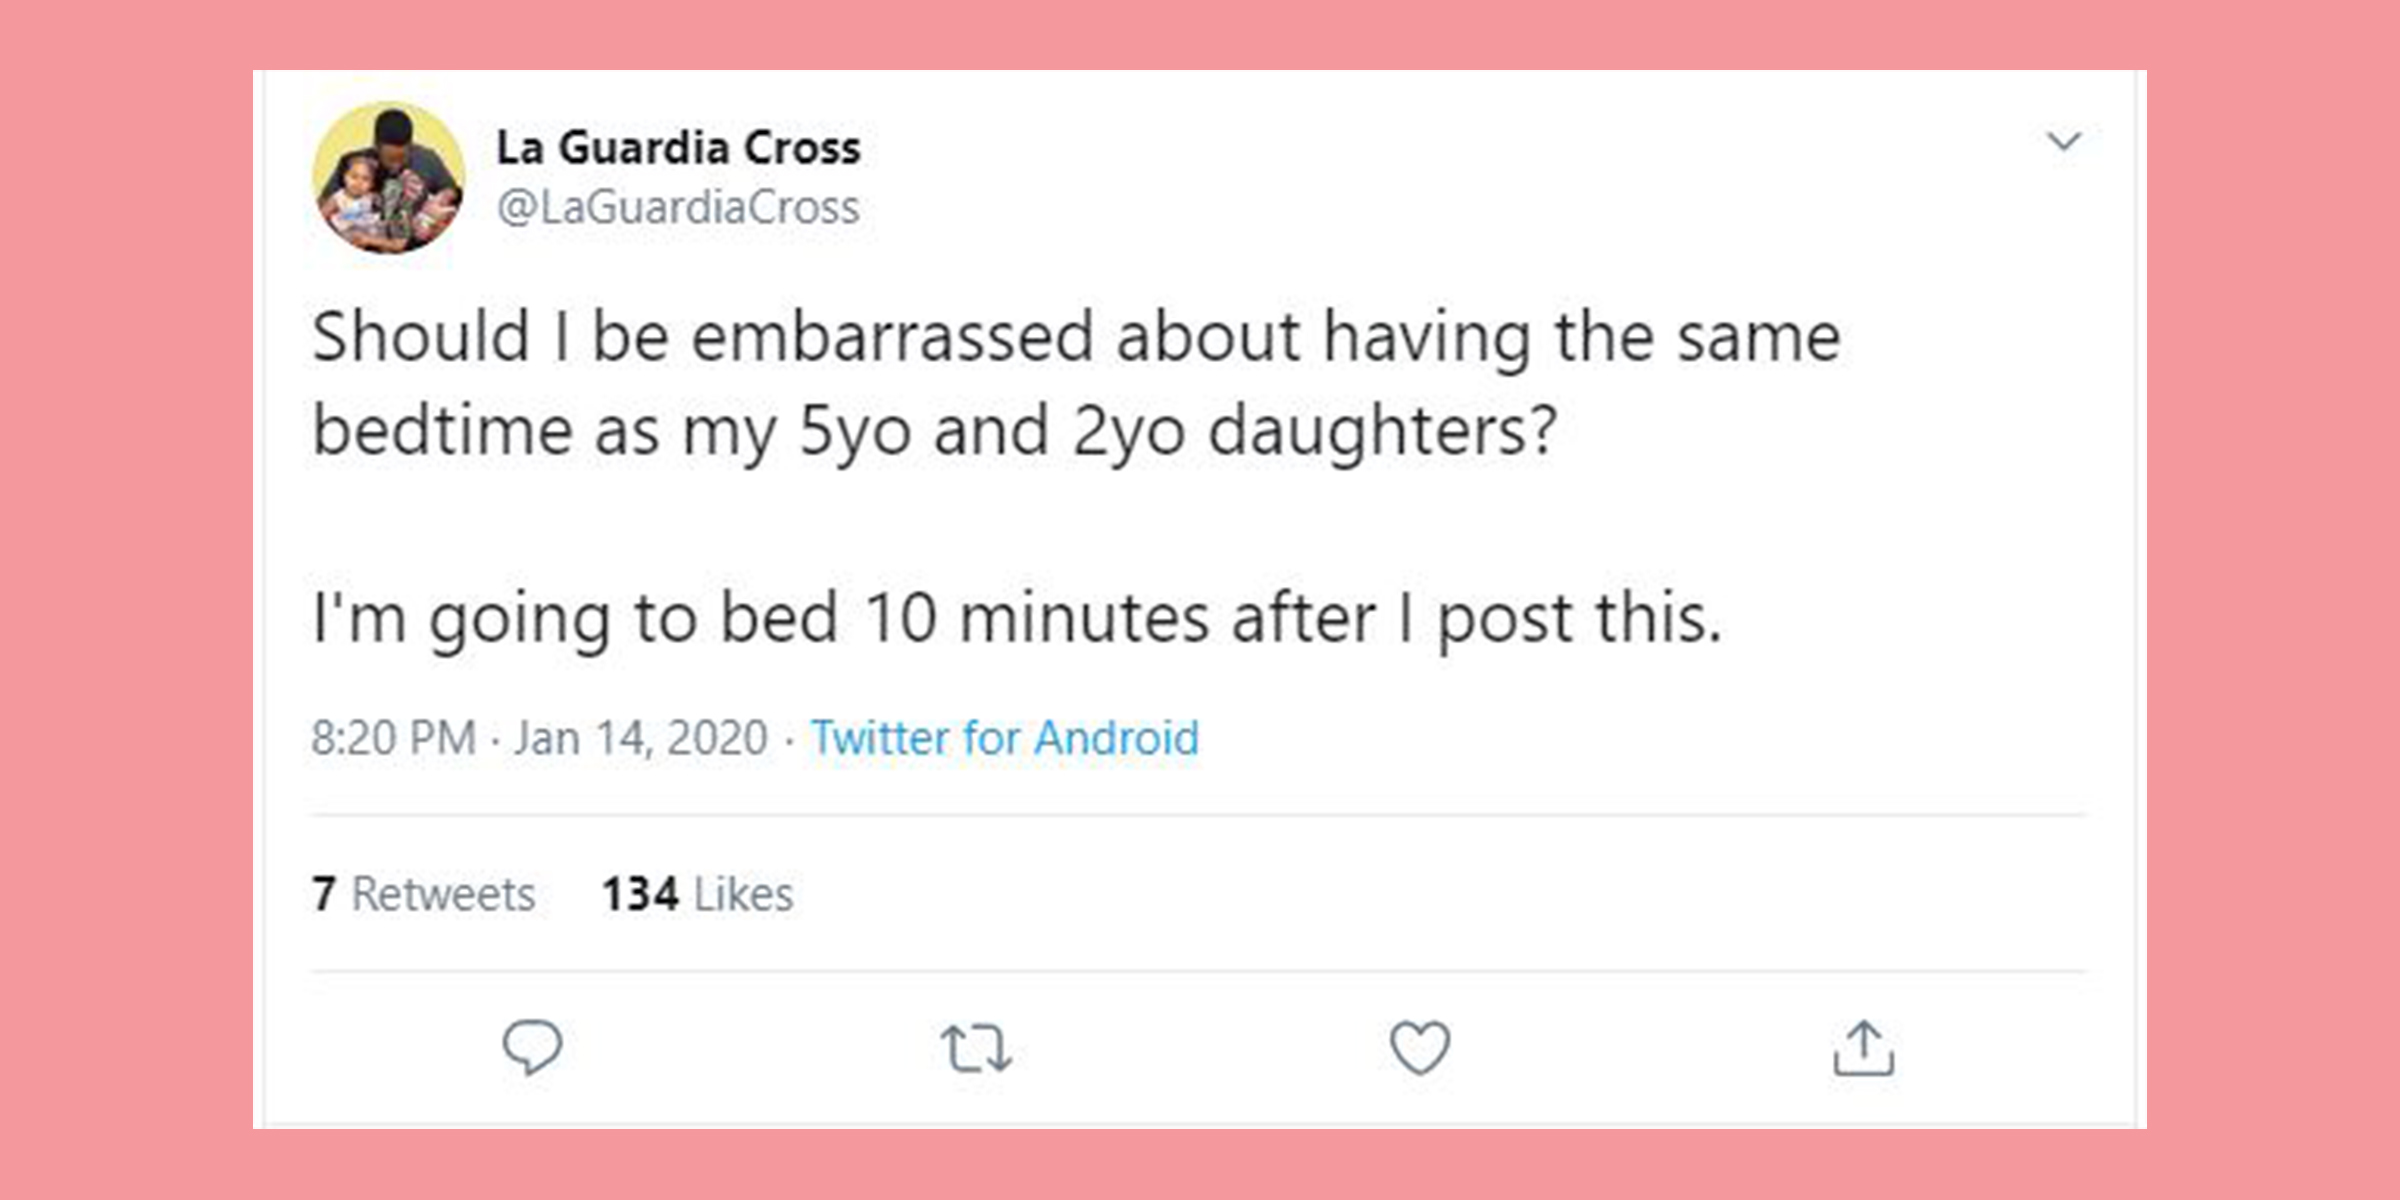 La Guardia Cross
@LaGuardiaCross
Should I be embarrassed about having the same
bedtime as my 5yo and 2yo daughters?
I'm going to bed 10 minutes after I post this.
8:20 PM · Jan 14, 2020 · Twitter for Android
7 Retweets 134 Likes